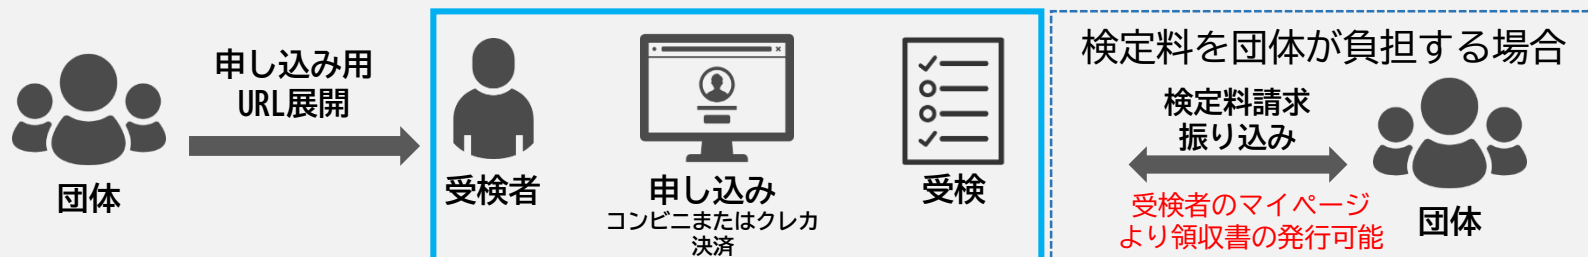 団体
申し込み用
URL展開
受検者
申し込み
コンビニまたはクレカ
決済
受検
検定料を団体が負担する場合
検定料請求
振り込み
受検者のマイページ
より領収書の発行可能
団体